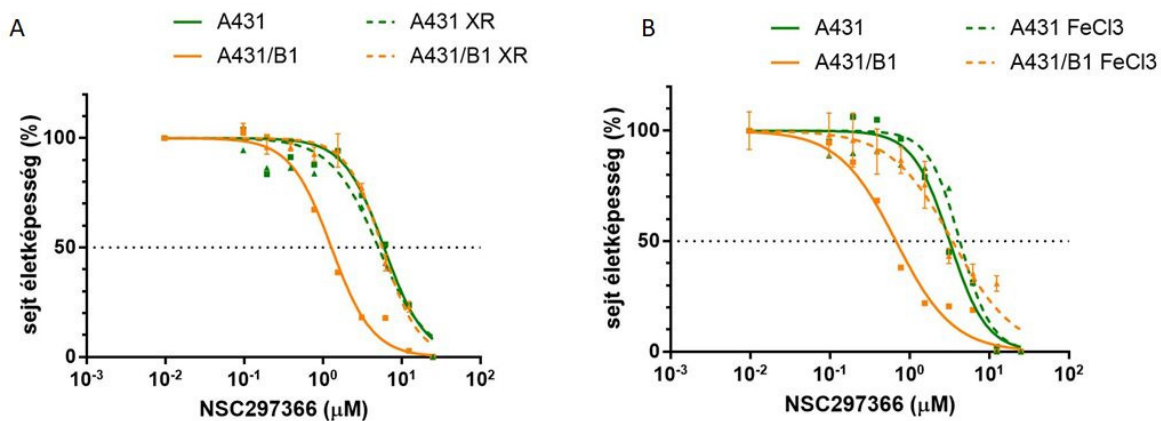 A
A431
A431 XR
A431/B1
A431/B1 XR
sejt életképesség (%)
100
50
0
10⁻³
10⁻²
10⁻¹
10⁰
10¹
10²
NSC297366 (μM)
B
A431
A431 FeCl3
A431/B1
A431/B1 FeCl3
sejt életképesség (%)
100
50
0
10⁻³
10⁻²
10⁻¹
10⁰
10¹
10²
NSC297366 (μM)